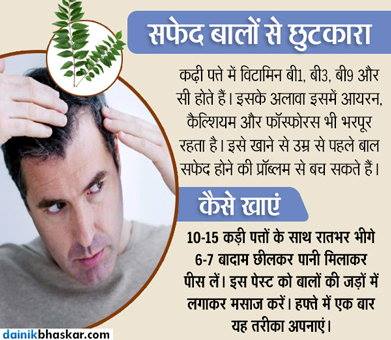 सफेद बालों से छुटकारा
कढ़ी पत्ते में विटामिन बी1, बी3, बी9 और
सी होते हैं। इसके अलावा इसमें आयरन,
कैल्शियम और फॉस्फोरस भी भरपूर
रहता है। इसे खाने से उम्र से पहले बाल
सफेद होने की प्रॉब्लम से बच सकते हैं।
कैसे खाएं
10-15 कड़ी पत्तों के साथ रातभर भीगे
6-7 बादाम छीलकर पानी मिलाकर
पीस लें। इस पेस्ट को बालों की जड़ों में
लगाकर मसाज करें। हफ्ते में एक बार
यह तरीका अपनाएं।
dainikbhaskar.com